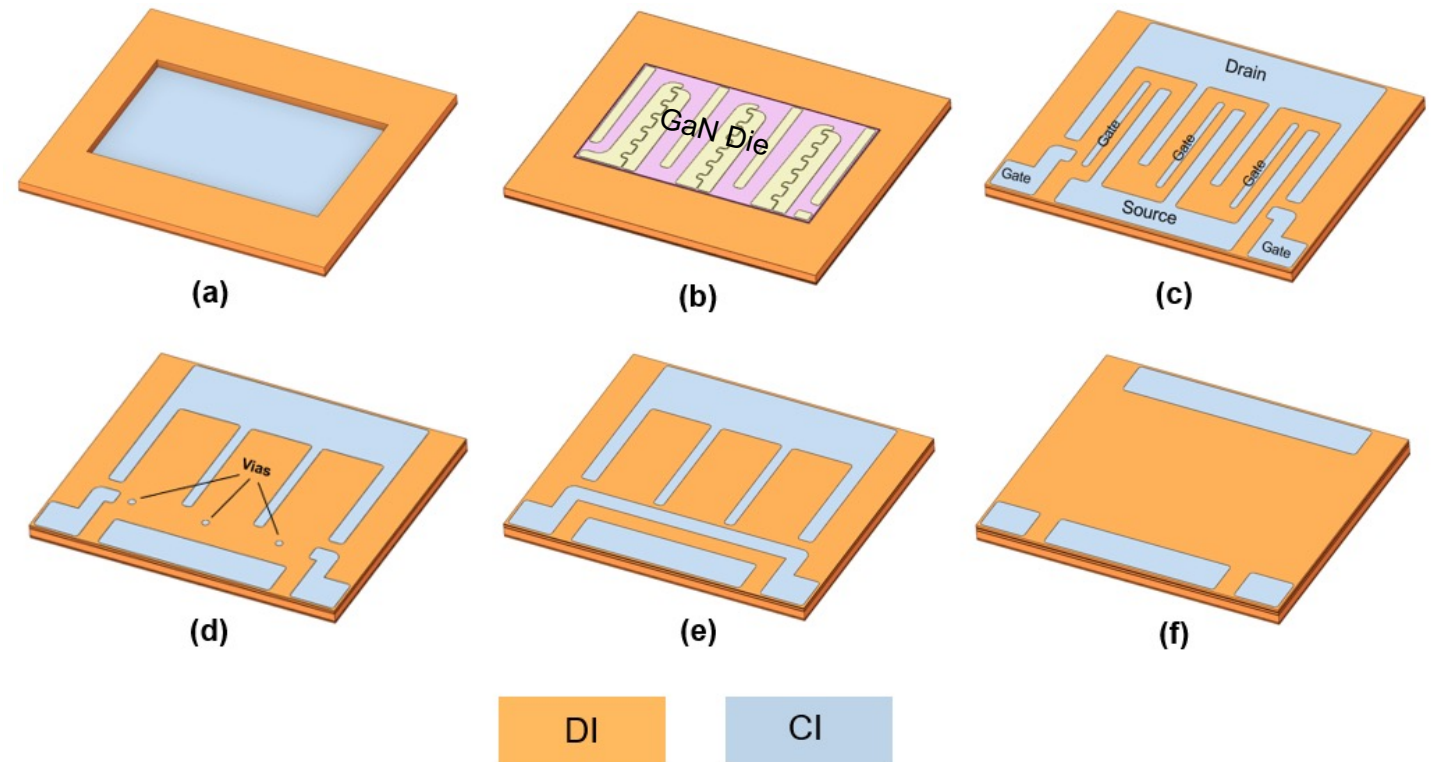 GaN Die
Drain
Gate
Gate
Gate
Gate
Source
Gate
(a)
(b)
(c)
Vias
(d)
(e)
(f)
DI
CI